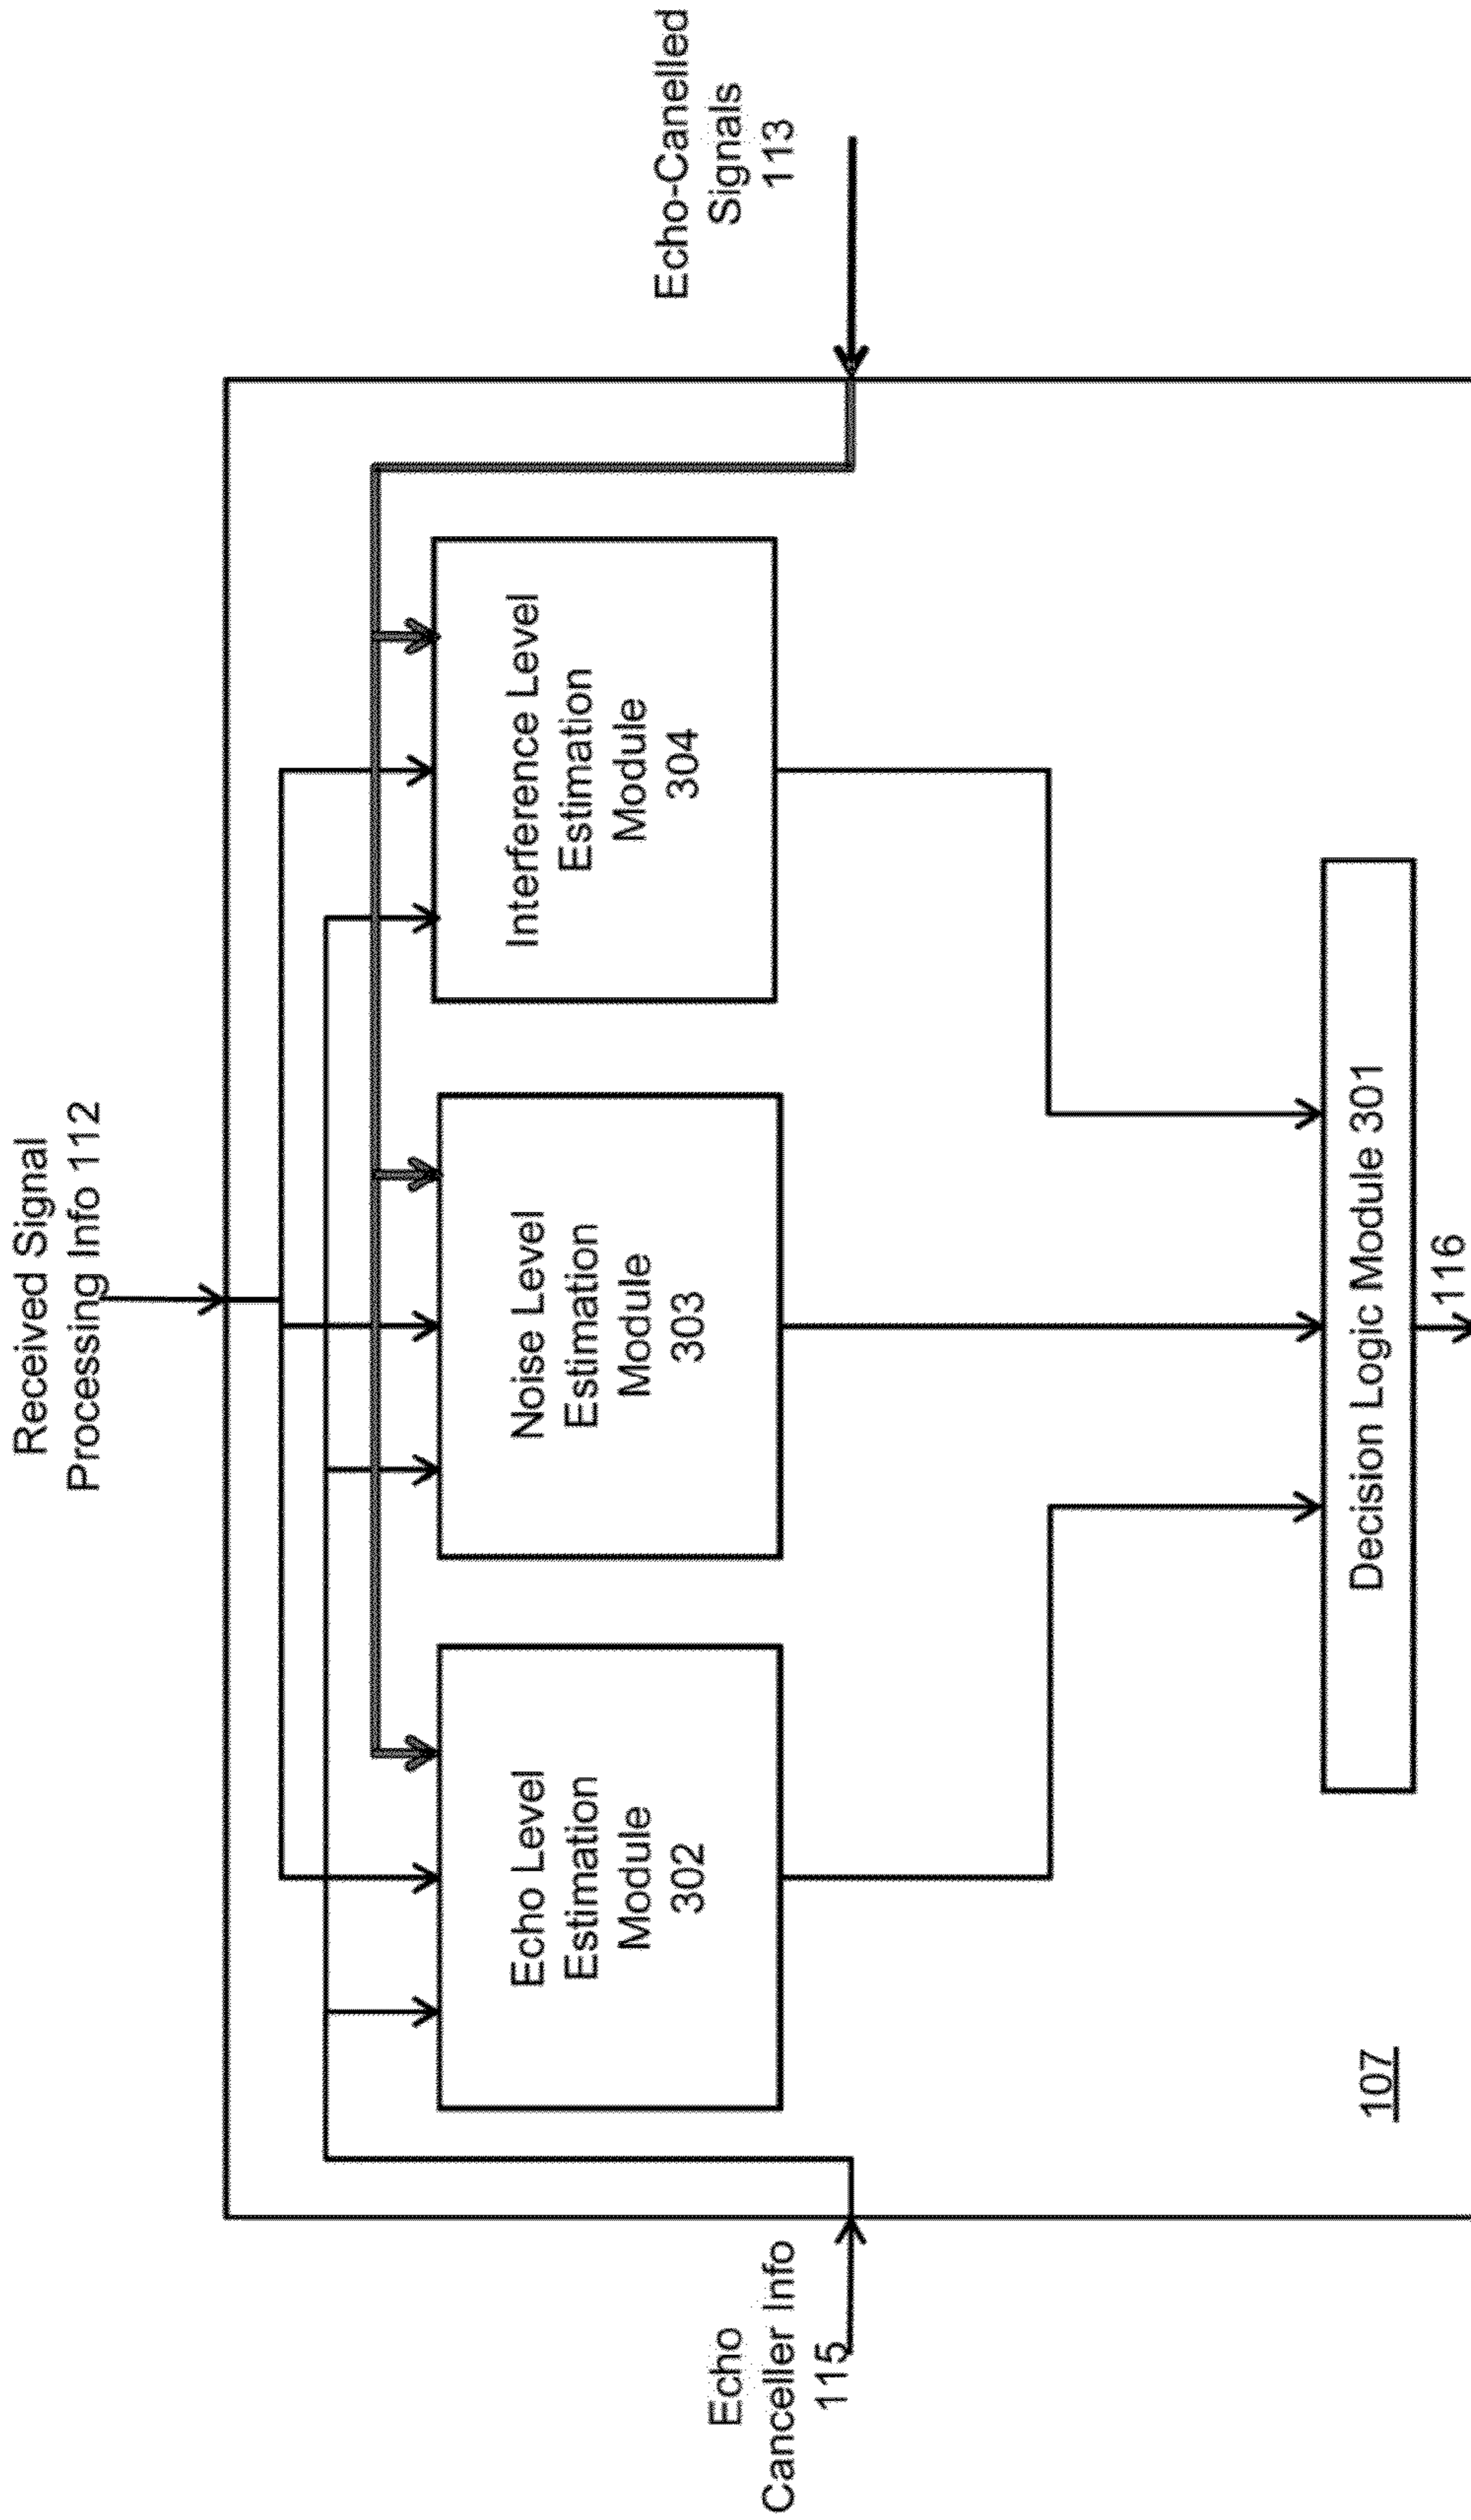 Received Signal
Processing Info 112
Echo
Canceller Info
115
Echo-Canelled
Signals
113
Echo Level
Estimation
Module
302
Noise Level
Estimation
Module
303
Interference Level
Estimation
Module
304
Decision Logic Module 301
107
116